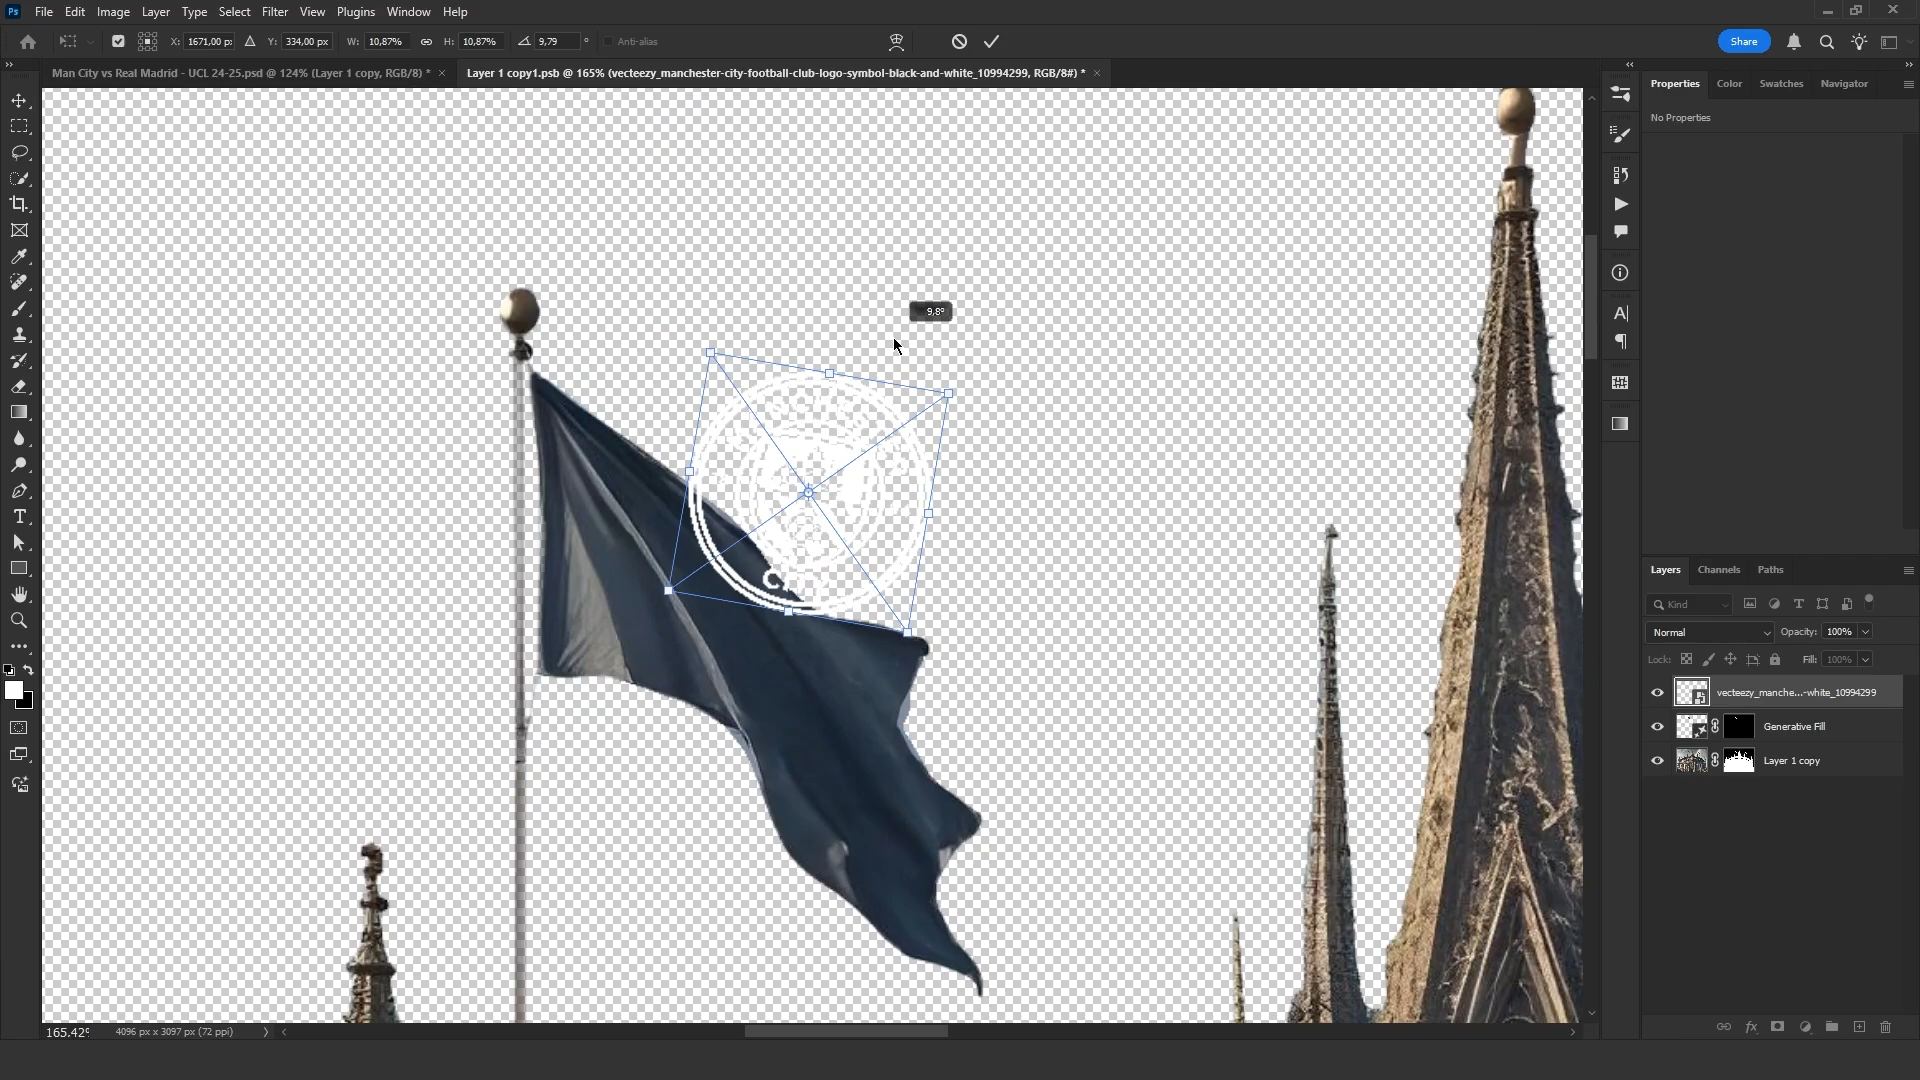 Ps File Edit Image Layer Type Select Filter View Plugins Window Help
X: 1671,00 px Y: 334,00 px W: 10,87% H: 10,87% 9,79 ° Anti-alias Share
Man City vs Real Madrid - UCL 24-25.psd @ 124% (Layer 1 copy, RGB/8) * ×
Layer 1 copy1.psb @ 165% (vecteezy_manchester-city-football-club-logo-symbol-black-and-white_10994299, RGB/8#) * ×
Properties Color Swatches Navigator
No Properties
9,8°
CITY
Layers Channels Paths
Kind
Normal Opacity: 100%
Lock: Fill: 100%
vecteezy_manche...-white_10994299
Generative Fill
Layer 1 copy
165.42% 4096 px x 3097 px (72 ppi)